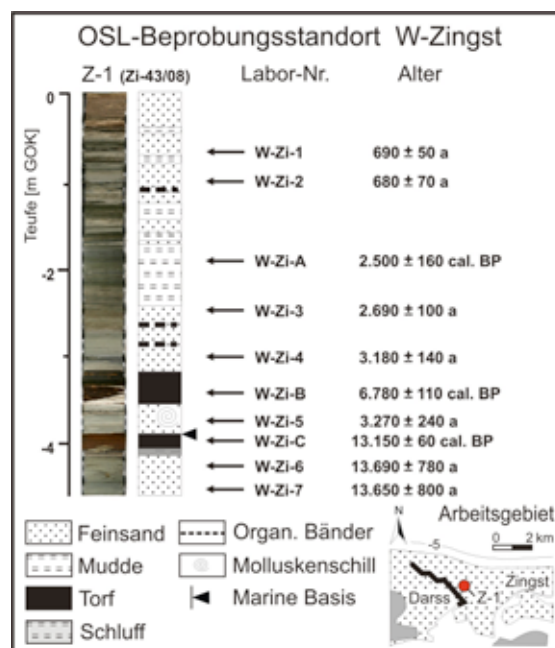 OSL-Beprobungsstandort W-Zingst
Z-1 (Zi-43/08) Labor-Nr. Alter
Teufe [m GOK]
0
W-Zi-1 690 ± 50 a
W-Zi-2 680 ± 70 a
W-Zi-A 2.500 ± 160 cal. BP
-2
W-Zi-3 2.690 ± 100 a
W-Zi-4 3.180 ± 140 a
W-Zi-B 6.780 ± 110 cal. BP
W-Zi-5 3.270 ± 240 a
W-Zi-C 13.150 ± 60 cal. BP
-4
W-Zi-6 13.690 ± 780 a
W-Zi-7 13.650 ± 800 a
Feinsand Organ. Bänder
Mudde Molluskenschill
Torf Marine Basis
Schluff
Arbeitsgebiet
N
-5 0 2 km
Zingst
Darss Z-1